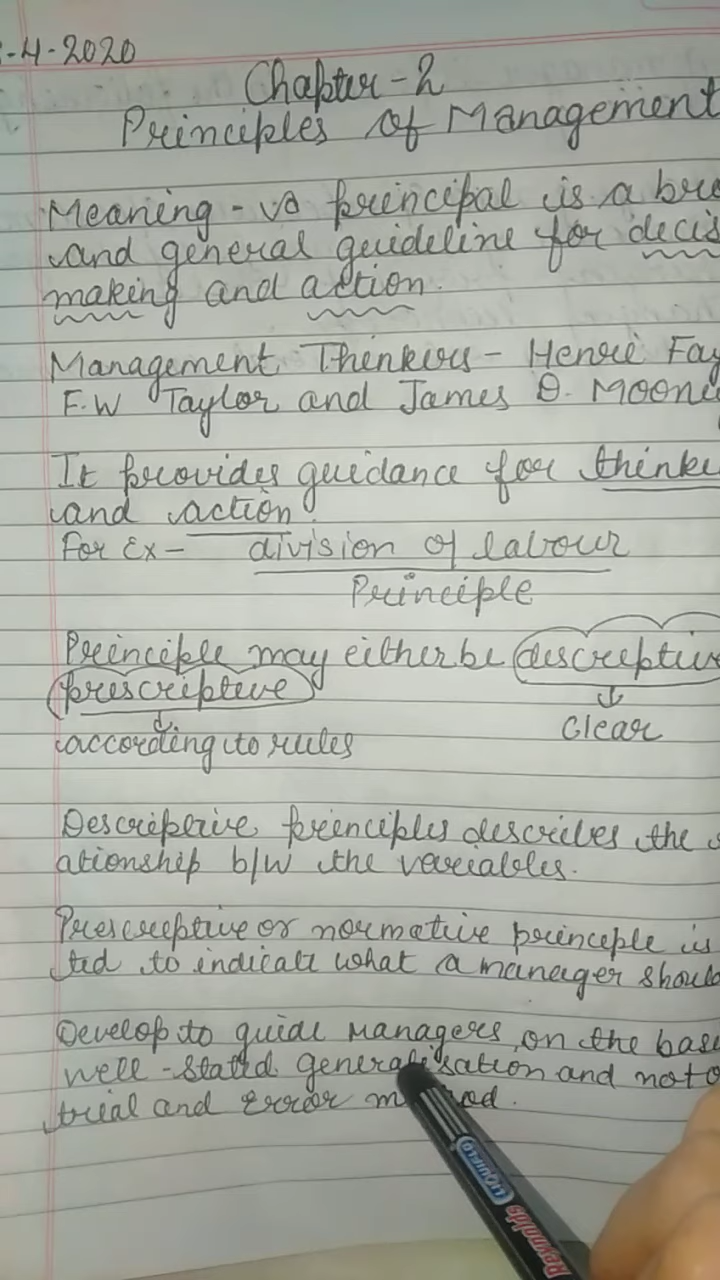 -4-2020
Chapter-2
Principles of Management
Meaning - a principal is a bro
and general guideline for decis
making and action.
Management Thinkers - Henri Fay
F.W Taylor and James D. Moone
It provides guidance for thinki
and action.
For Ex - division of labour
Principle
Principle may either be descriptive
prescriptive
clear
according to rules
Descriptive principles describes the
ationship b/w the variables.
Prescriptive or normative principle is
ted to indicate what a manager should
Develop to guide Managers on the bas
well-stated generalisation and not o
trial and Error
LIQUIFLO
Reynolds